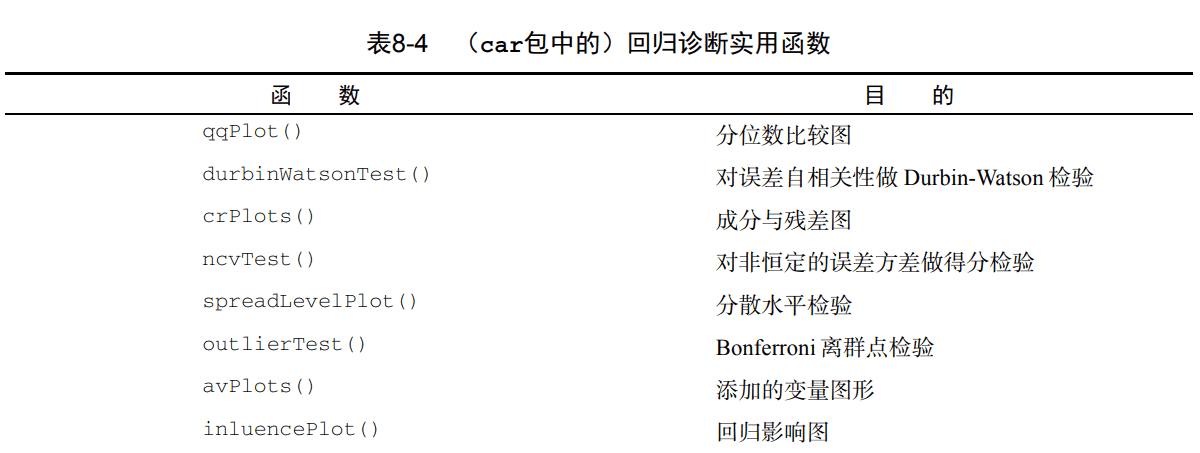 表8-4 （car包中的）回归诊断实用函数
函 数 目 的
qqPlot() 分位数比较图
durbinWatsonTest() 对误差自相关性做 Durbin-Watson 检验
crPlots() 成分与残差图
ncvTest() 对非恒定的误差方差做得分检验
spreadLevelPlot() 分散水平检验
outlierTest() Bonferroni 离群点检验
avPlots() 添加的变量图形
inluencePlot() 回归影响图